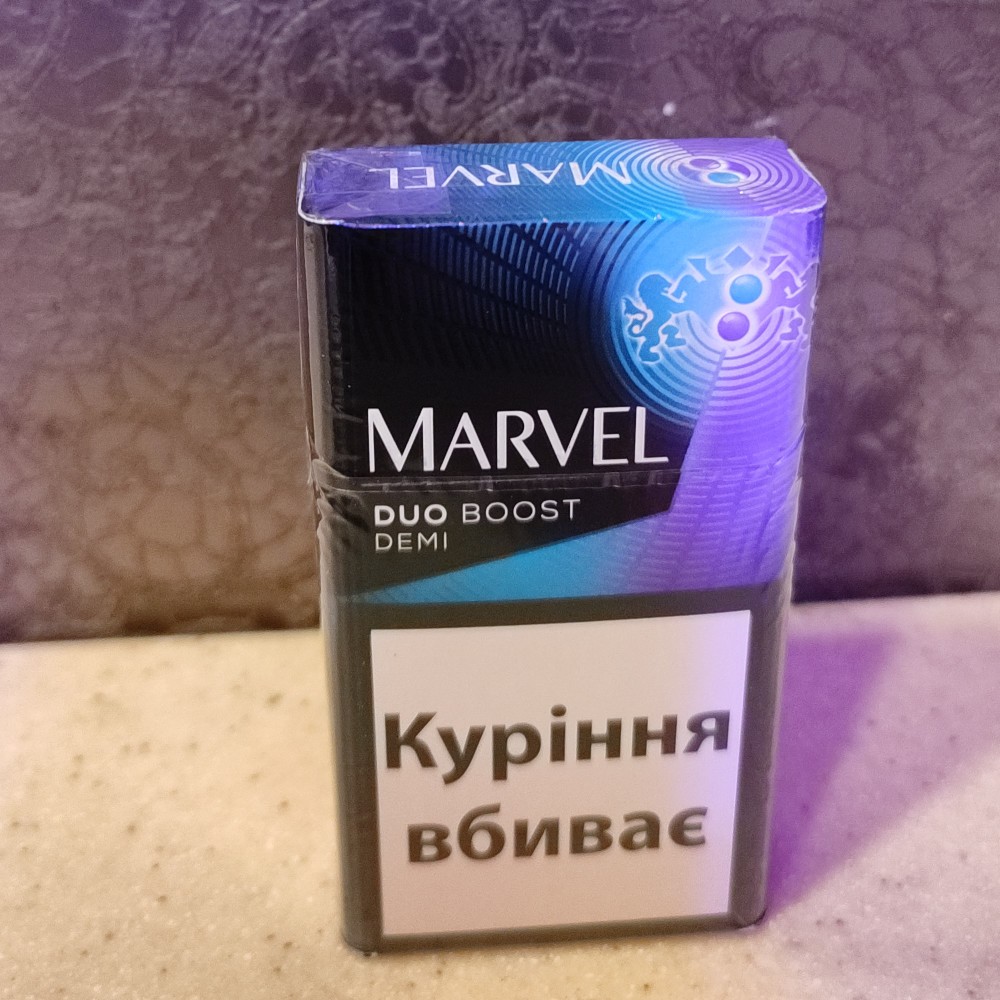 MARVEL
MARVEL
DUO BOOST
DEMI
Куріння
вбиває